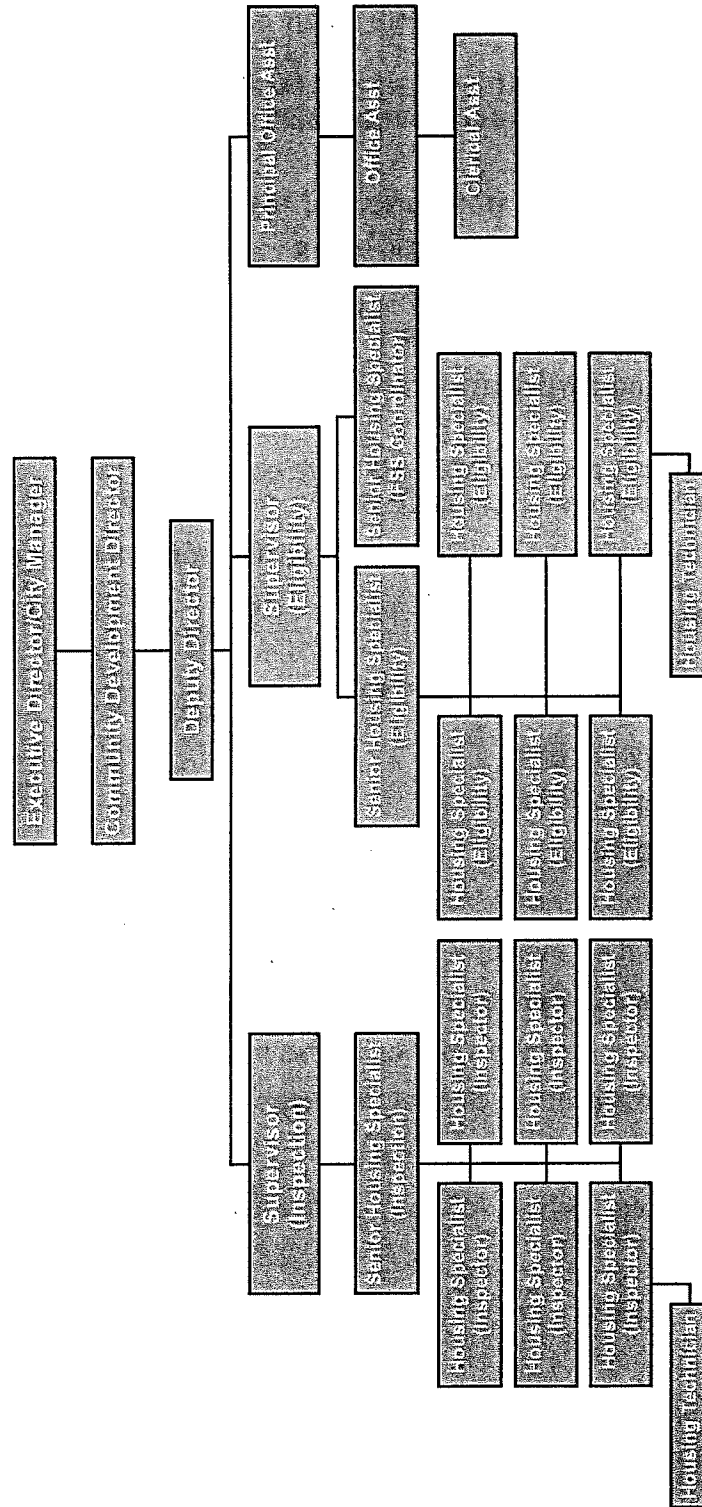 Executive Director/City Manager
Community Development Director
Deputy Director
Supervisor
(Inspection)
Supervisor
(Eligibility)
Principal Office Asst
Senior Housing Specialist
(Inspection)
Senior Housing Specialist
(Eligibility)
Senior Housing Specialist
(FSS Coordinator)
Office Asst
Housing Specialist
(Inspector)
Housing Specialist
(Inspector)
Housing Specialist
(Eligibility)
Housing Specialist
(Eligibility)
Clerical Asst
Housing Specialist
(Inspector)
Housing Specialist
(Inspector)
Housing Specialist
(Eligibility)
Housing Specialist
(Eligibility)
Housing Specialist
(Inspector)
Housing Specialist
(Inspector)
Housing Specialist
(Eligibility)
Housing Specialist
(Eligibility)
Housing Technician
Housing Technician